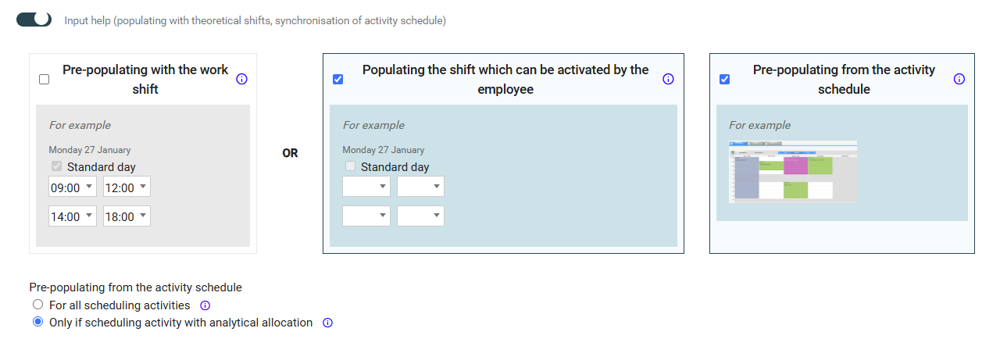 Input help (populating with theoretical shifts, synchronisation of activity schedule)
Pre-populating with the work
shift
For example
Monday 27 January
Standard day
09:00 12:00
14:00 18:00
OR
Populating the shift which can be activated by the
employee
For example
Monday 27 January
Standard day
Pre-populating from the activity
schedule
For example
Pre-populating from the activity schedule
For all scheduling activities
Only if scheduling activity with analytical allocation